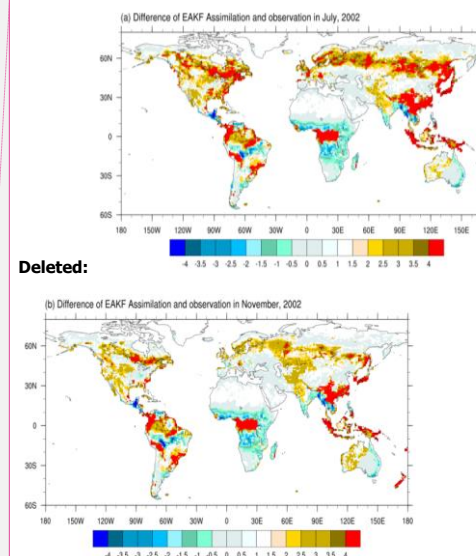 (a) Difference of EAKF Assimilation and observation in July, 2002
60N
30N
0
30S
60S
180 150W 120W 90W 60W 30W 0 30E 60E 90E 120E 150E
-4 -3.5 -3 -2.5 -2 -1.5 -1 -0.5 0 0.5 1 1.5 2 2.5 3 3.5 4
Deleted:
(b) Difference of EAKF Assimilation and observation in November, 2002
60N
30N
0
30S
60S
180 150W 120W 90W 60W 30W 0 30E 60E 90E 120E 150E 180
-4 -3.5 -3 -2.5 -2 -1.5 -1 -0.5 0 0.5 1 1.5 2 2.5 3 3.5 4